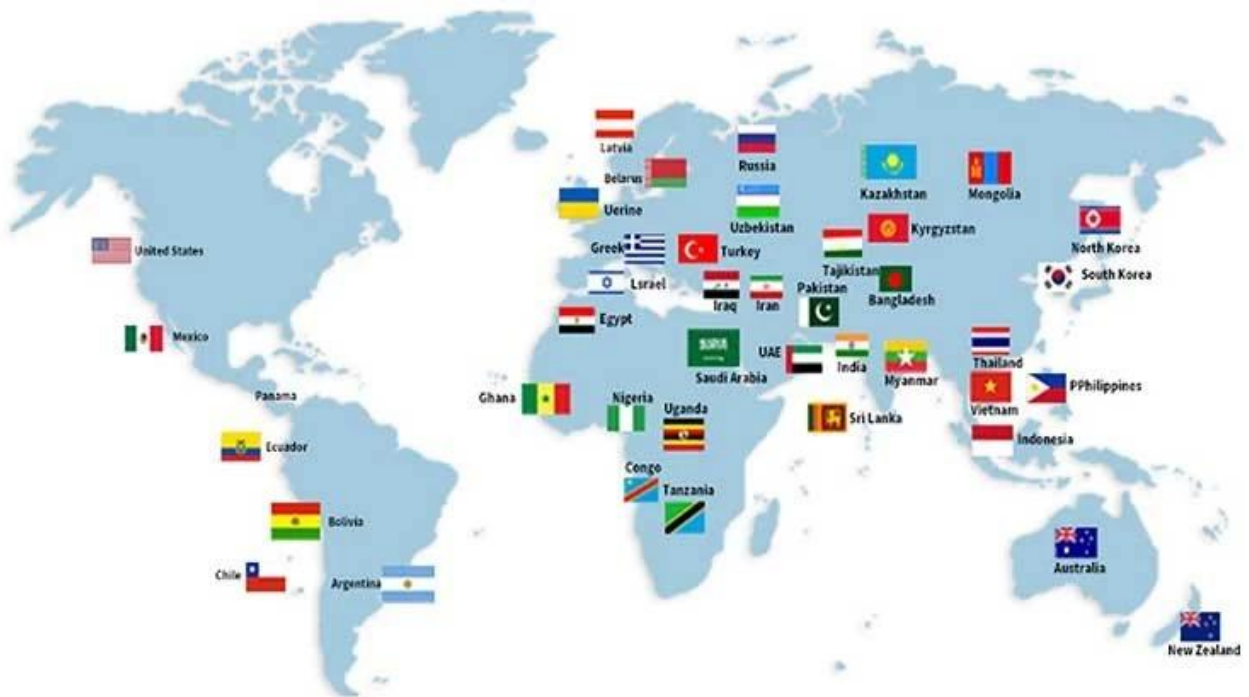 Latvia
Russia
Belarus
Kazakhstan
Mongolia
Uerine
Uzbekistan
Kyrgyzstan
North Korea
United States
Greek
Turkey
Tajikistan
South Korea
Lsrael
Iraq
Iran
Pakistan
Bangladesh
Egypt
Mexico
Saudi Arabia
UAE
India
Myanmar
Thailand
Panama
Ghana
Nigeria
Uganda
Sri Lanka
Vietnam
PPhilippines
Ecuador
Indonesia
Congo
Tanzania
Bolivia
Chile
Argentina
Australia
New Zealand